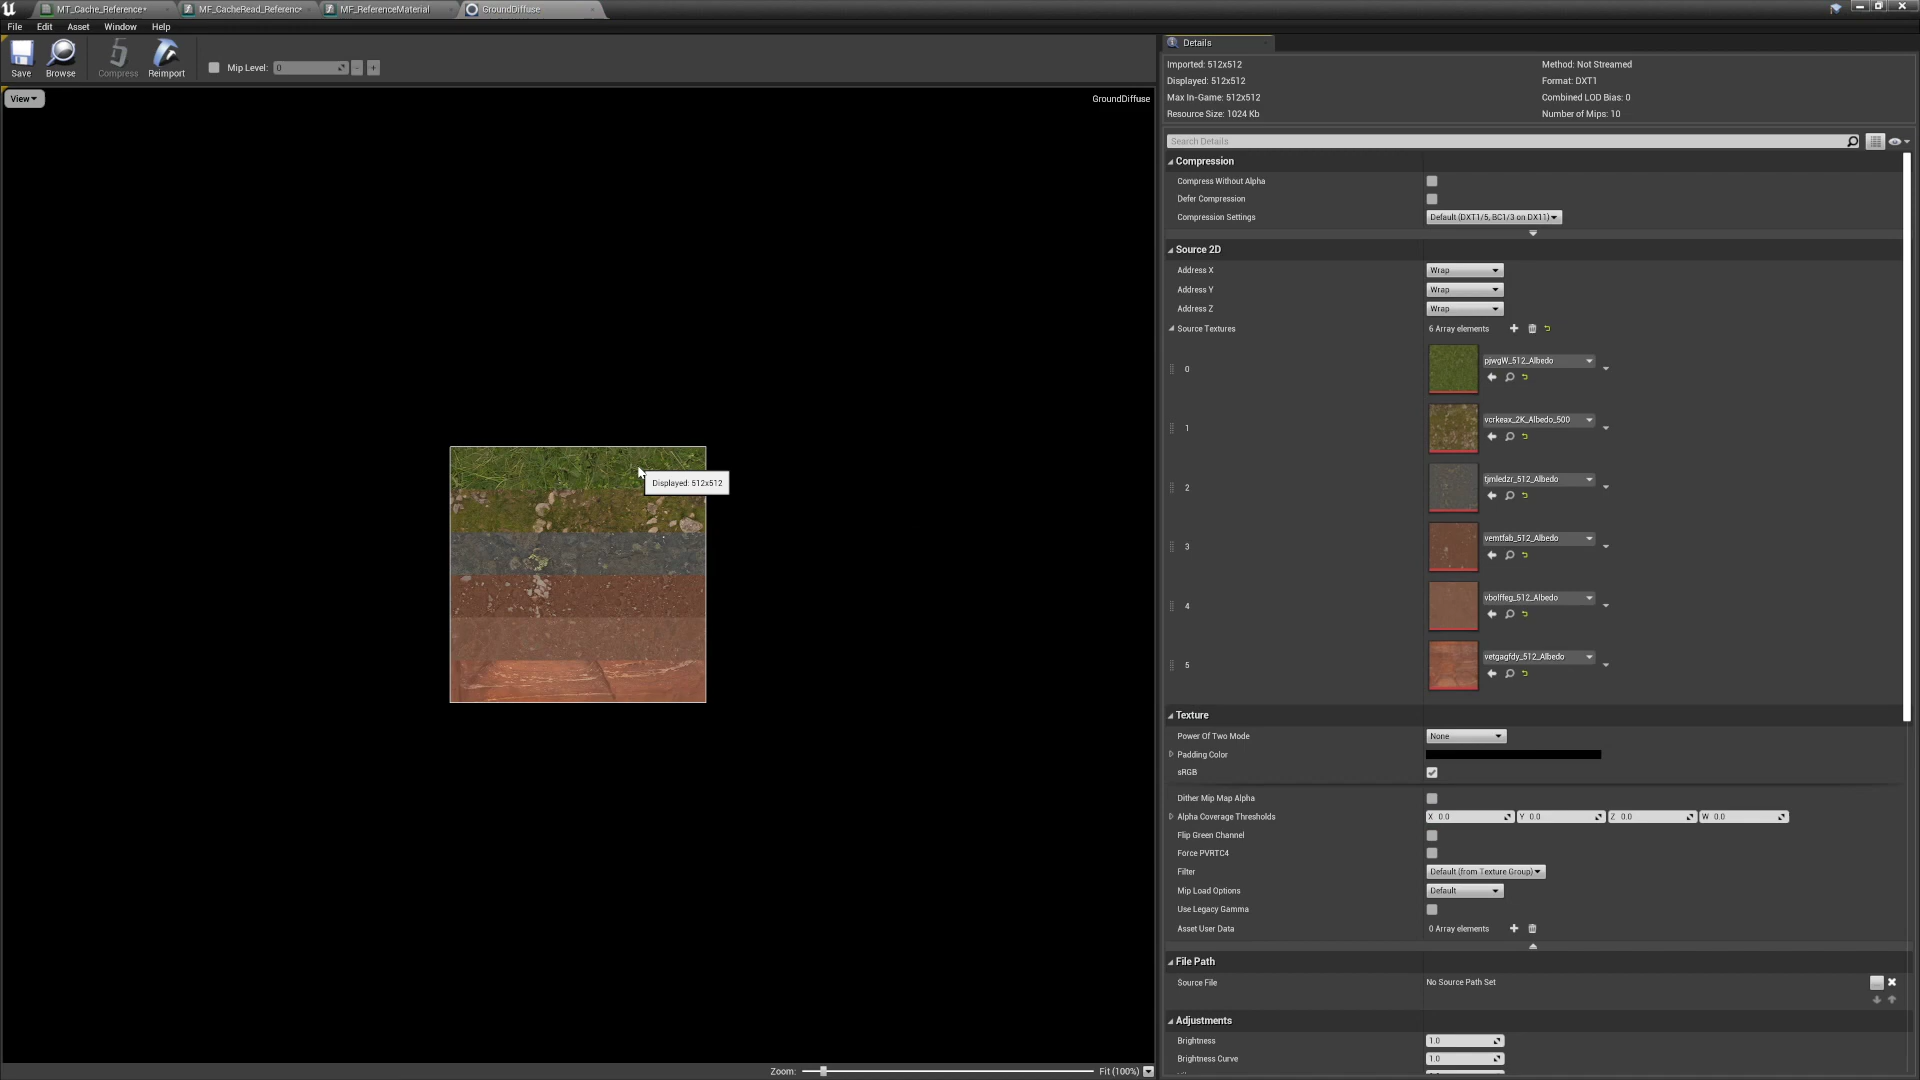 MT_Cache_Reference*
MF_CacheRead_Referenc*
MF_ReferenceMaterial
GroundDiffuse
File Edit Asset Window Help
Save Browse Compress Reimport
Mip Level: 0
View
GroundDiffuse
Displayed: 512x512
Zoom: Fit (100%)
Details
Imported: 512x512 Method: Not Streamed
Displayed: 512x512 Format: DXT1
Max In-Game: 512x512 Combined LOD Bias: 0
Resource Size: 1024 Kb Number of Mips: 10
Search Details
Compression
Compress Without Alpha
Defer Compression
Compression Settings Default (DXT1/5, BC1/3 on DX11)
Source 2D
Address X Wrap
Address Y Wrap
Address Z Wrap
Source Textures 6 Array elements
0 pjwgW_512_Albedo
1 vcrkeax_2K_Albedo_500
2 tjmledzr_512_Albedo
3 vemtfab_512_Albedo
4 vbolffeg_512_Albedo
5 vetgagfdy_512_Albedo
Texture
Power Of Two Mode None
Padding Color
sRGB
Dither Mip Map Alpha
Alpha Coverage Thresholds X 0.0 Y 0.0 Z 0.0 W 0.0
Flip Green Channel
Force PVRTC4
Filter Default (from Texture Group)
Mip Load Options Default
Use Legacy Gamma
Asset User Data 0 Array elements
File Path
Source File No Source Path Set
Adjustments
Brightness 1.0
Brightness Curve 1.0